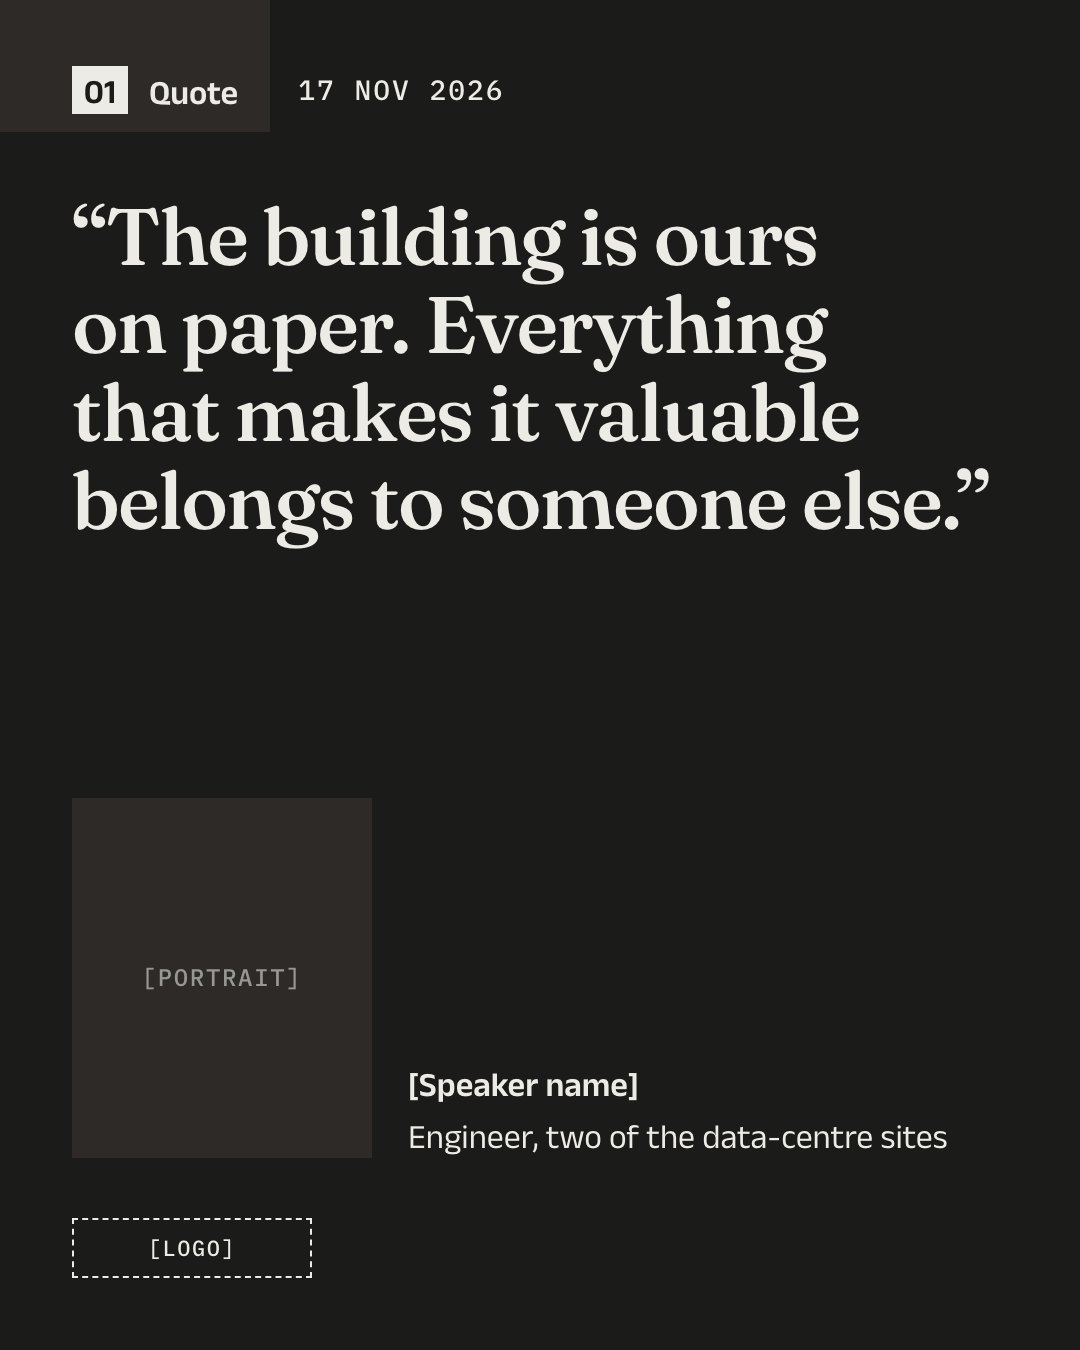 01 Quote 17 NOV 2026
“The building is ours
on paper. Everything
that makes it valuable
belongs to someone else.”
[PORTRAIT]
[Speaker name]
Engineer, two of the data-centre sites
[LOGO]